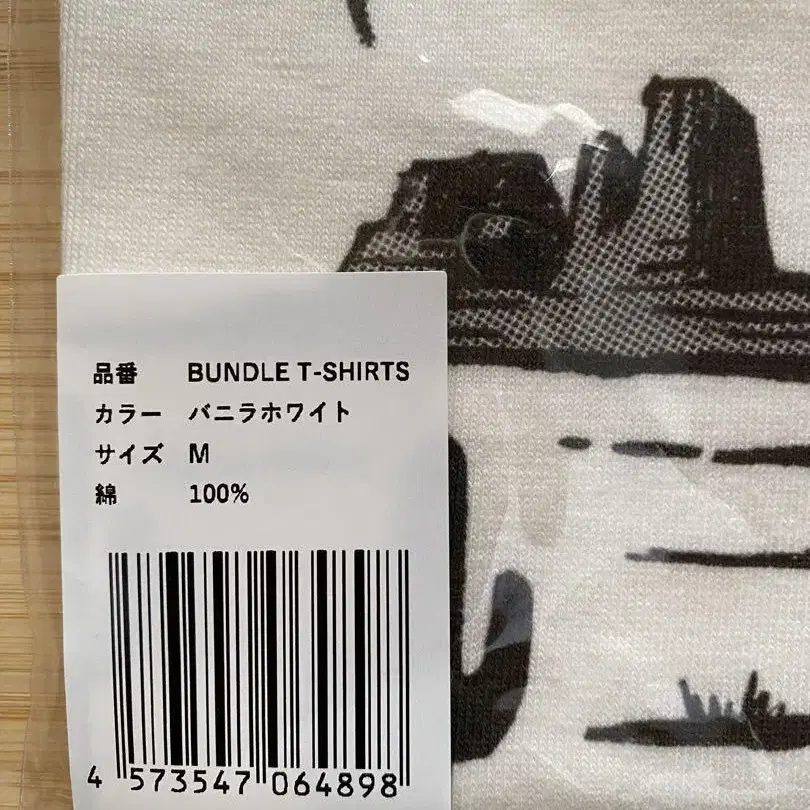 品番 BUNDLE T-SHIRTS
カラー バニラホワイト
サイズ M
綿 100%
4 573547 064898